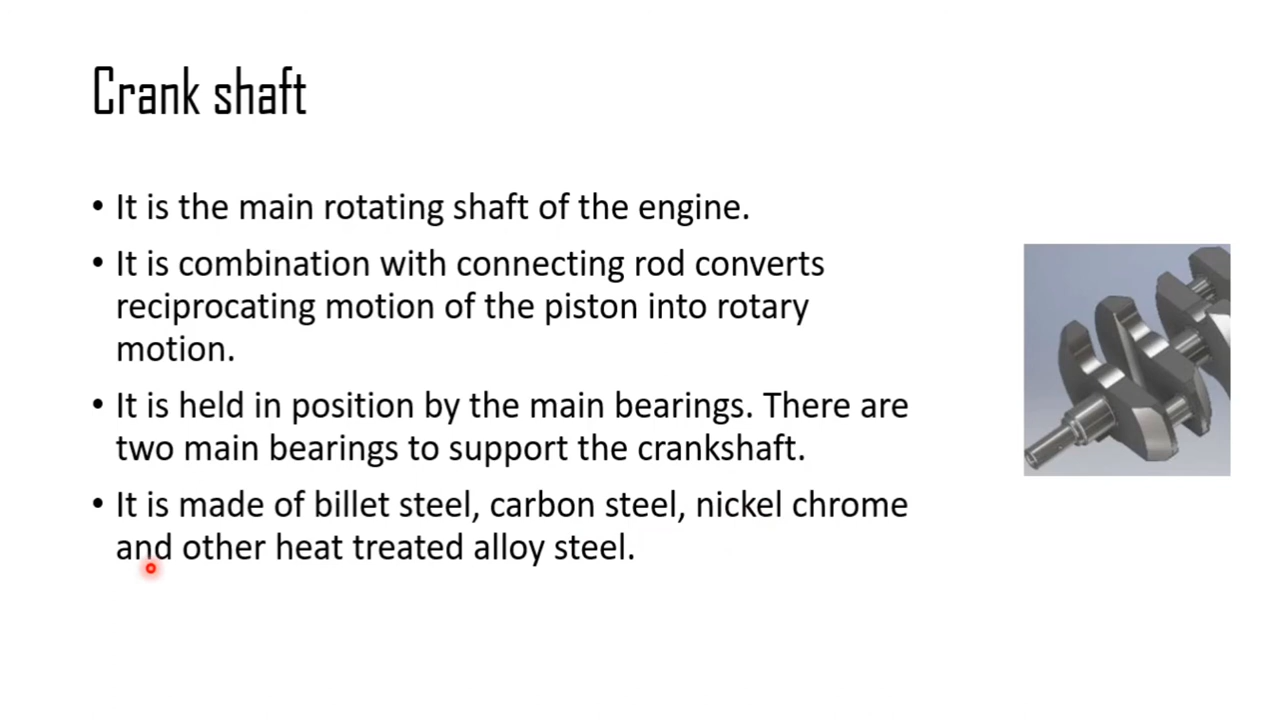 Crank shaft
• It is the main rotating shaft of the engine.
• It is combination with connecting rod converts
reciprocating motion of the piston into rotary
motion.
• It is held in position by the main bearings. There are
two main bearings to support the crankshaft.
• It is made of billet steel, carbon steel, nickel chrome
and other heat treated alloy steel.